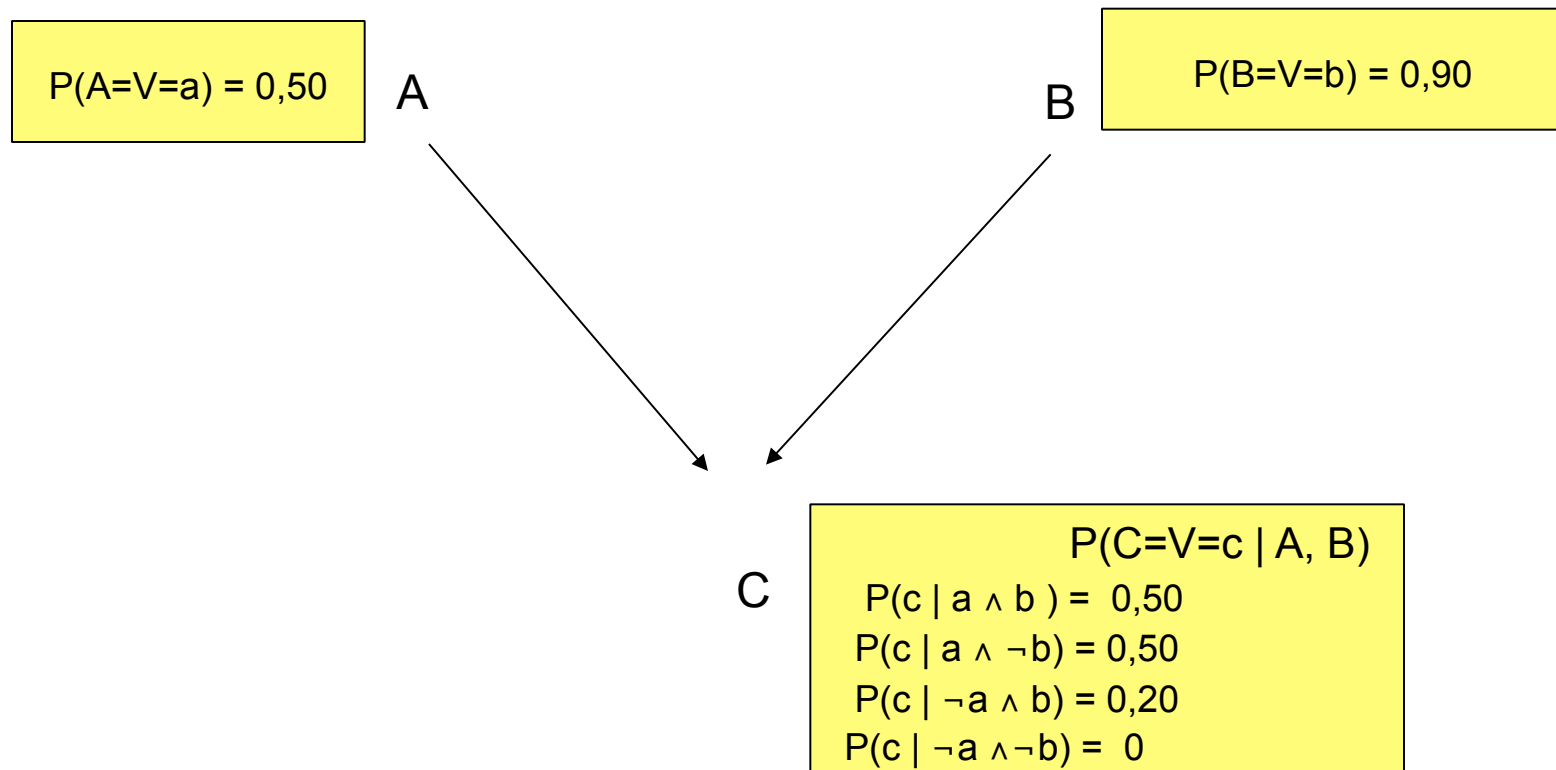 P(A=V=a) = 0,50
A
B
P(B=V=b) = 0,90
C
P(C=V=c | A, B)
P(c | a ∧ b ) = 0,50
P(c | a ∧ ¬b) = 0,50
P(c | ¬a ∧ b) = 0,20
P(c | ¬a ∧¬b) = 0